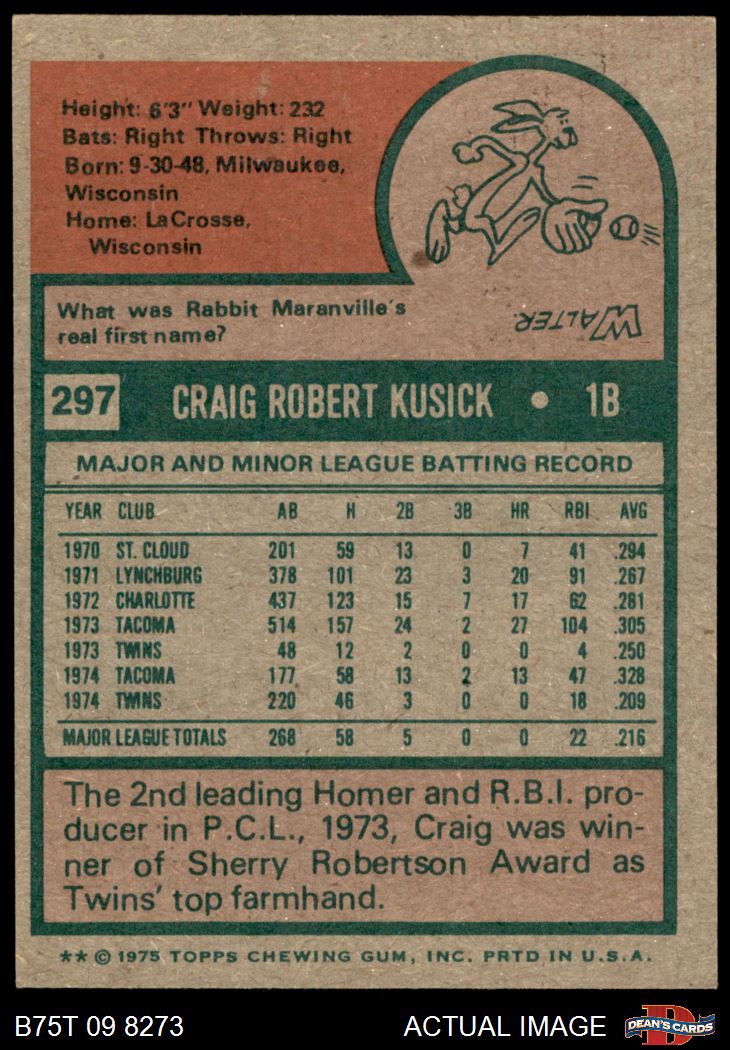 Height: 6'3" Weight: 232
Bats: Right Throws: Right
Born: 9-30-48, Milwaukee,
Wisconsin
Home: LaCrosse,
Wisconsin
What was Rabbit Maranville's
real first name?
WALTER.
297 CRAIG ROBERT KUSICK • 1B
MAJOR AND MINOR LEAGUE BATTING RECORD
YEAR CLUB AB H 2B 3B HR RBI AVG
1970 ST. CLOUD 201 59 13 0 7 41 .294
1971 LYNCHBURG 378 101 23 3 20 91 .267
1972 CHARLOTTE 437 123 15 7 17 62 .281
1973 TACOMA 514 157 24 2 27 104 .305
1973 TWINS 48 12 2 0 0 4 .250
1974 TACOMA 177 58 13 2 13 47 .328
1974 TWINS 220 46 3 0 0 18 .209
MAJOR LEAGUE TOTALS 268 58 5 0 0 22 .216
The 2nd leading Homer and R.B.I. pro-
ducer in P.C.L., 1973, Craig was win-
ner of Sherry Robertson Award as
Twins' top farmhand.
** © 1975 TOPPS CHEWING GUM, INC. PRTD IN U.S.A.
B75T 09 8273 ACTUAL IMAGE D DEAN'S CARDS